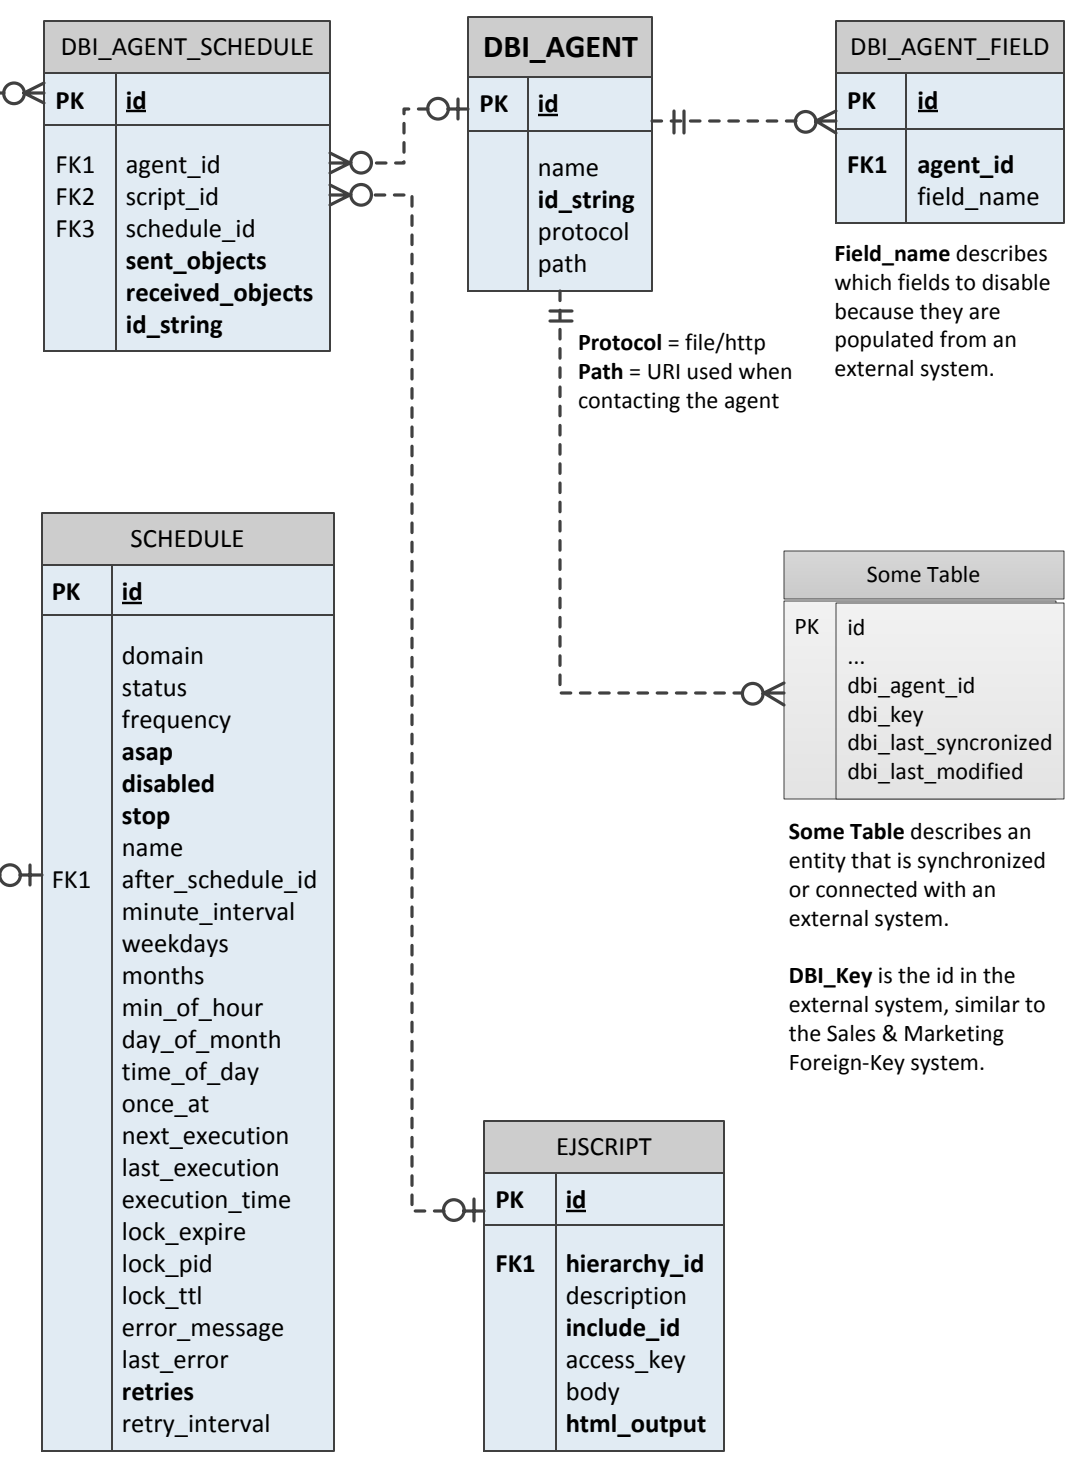 DBI_AGENT_SCHEDULE
PK id
FK1 agent_id
FK2 script_id
FK3 schedule_id
sent_objects
received_objects
id_string
DBI_AGENT
PK id
name
id_string
protocol
path
Protocol = file/http
Path = URI used when
contacting the agent
DBI_AGENT_FIELD
PK id
FK1 agent_id
field_name
Field_name describes
which fields to disable
because they are
populated from an
external system.
SCHEDULE
PK id
domain
status
frequency
asap
disabled
stop
name
FK1 after_schedule_id
minute_interval
weekdays
months
min_of_hour
day_of_month
time_of_day
once_at
next_execution
last_execution
execution_time
lock_expire
lock_pid
lock_ttl
error_message
last_error
retries
retry_interval
Some Table
PK id
...
dbi_agent_id
dbi_key
dbi_last_syncronized
dbi_last_modified
Some Table describes an
entity that is synchronized
or connected with an
external system.
DBI_Key is the id in the
external system, similar to
the Sales & Marketing
Foreign-Key system.
EJSCRIPT
PK id
FK1 hierarchy_id
description
include_id
access_key
body
html_output